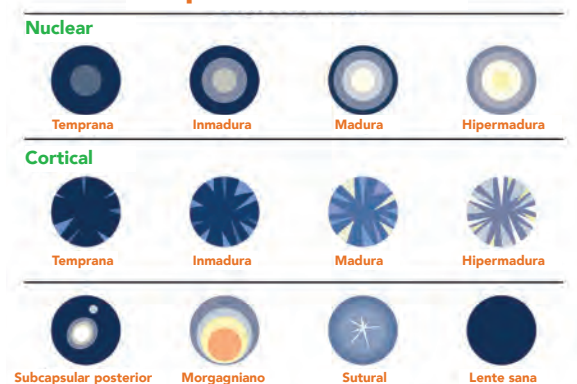 Nuclear
Temprana Inmadura Madura Hipermadura
Cortical
Temprana Inmadura Madura Hipermadura
Subcapsular posterior Morgagniano Sutural Lente sana